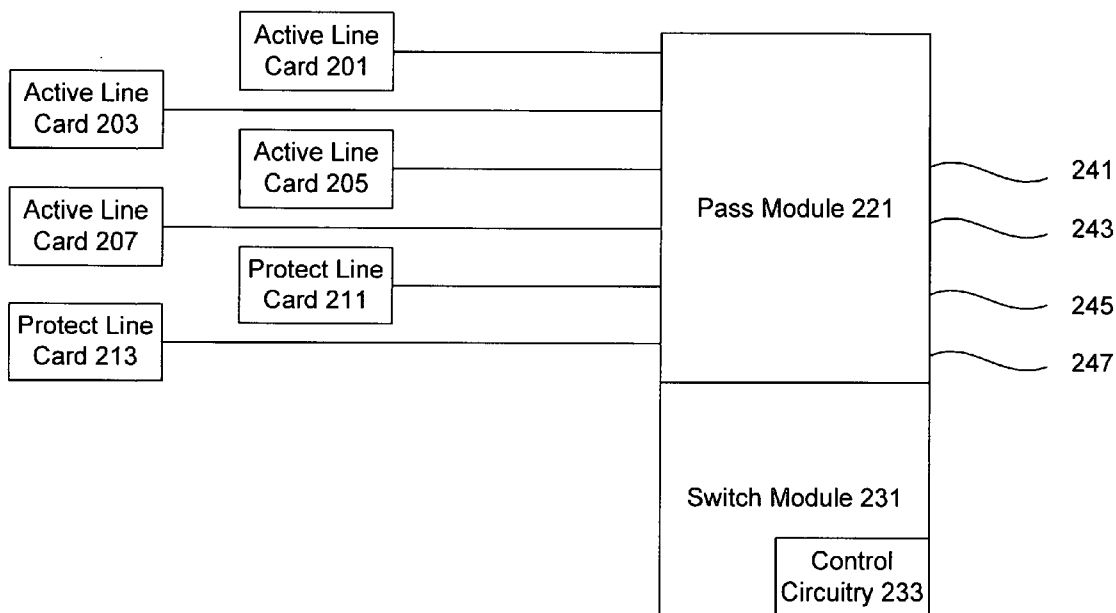 Active Line
Card 201
Active Line
Card 203
Active Line
Card 205
Active Line
Card 207
Protect Line
Card 211
Protect Line
Card 213
Pass Module 221
241
243
245
247
Switch Module 231
Control
Circuitry 233